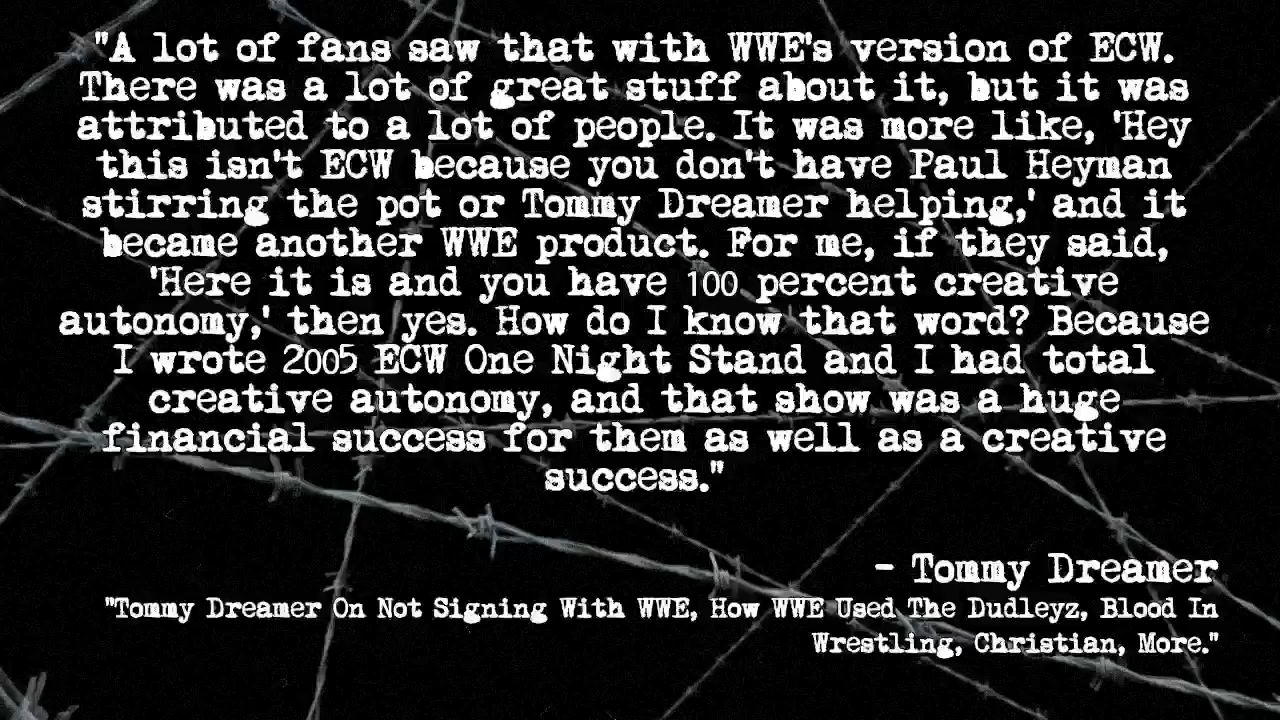 "A lot of fans saw that with WWE's version of ECW.
There was a lot of great stuff about it, but it was
attributed to a lot of people. It was more like, 'Hey
this isn't ECW because you don't have Paul Heyman
stirring the pot or Tommy Dreamer helping,' and it
became another WWE product. For me, if they said,
'Here it is and you have 100 percent creative
autonomy,' then yes. How do I know that word? Because
I wrote 2005 ECW One Night Stand and I had total
creative autonomy, and that show was a huge
financial success for them as well as a creative
success."
- Tommy Dreamer
"Tommy Dreamer On Not Signing With WWE, How WWE Used The Dudleyz, Blood In
Wrestling, Christian, More."